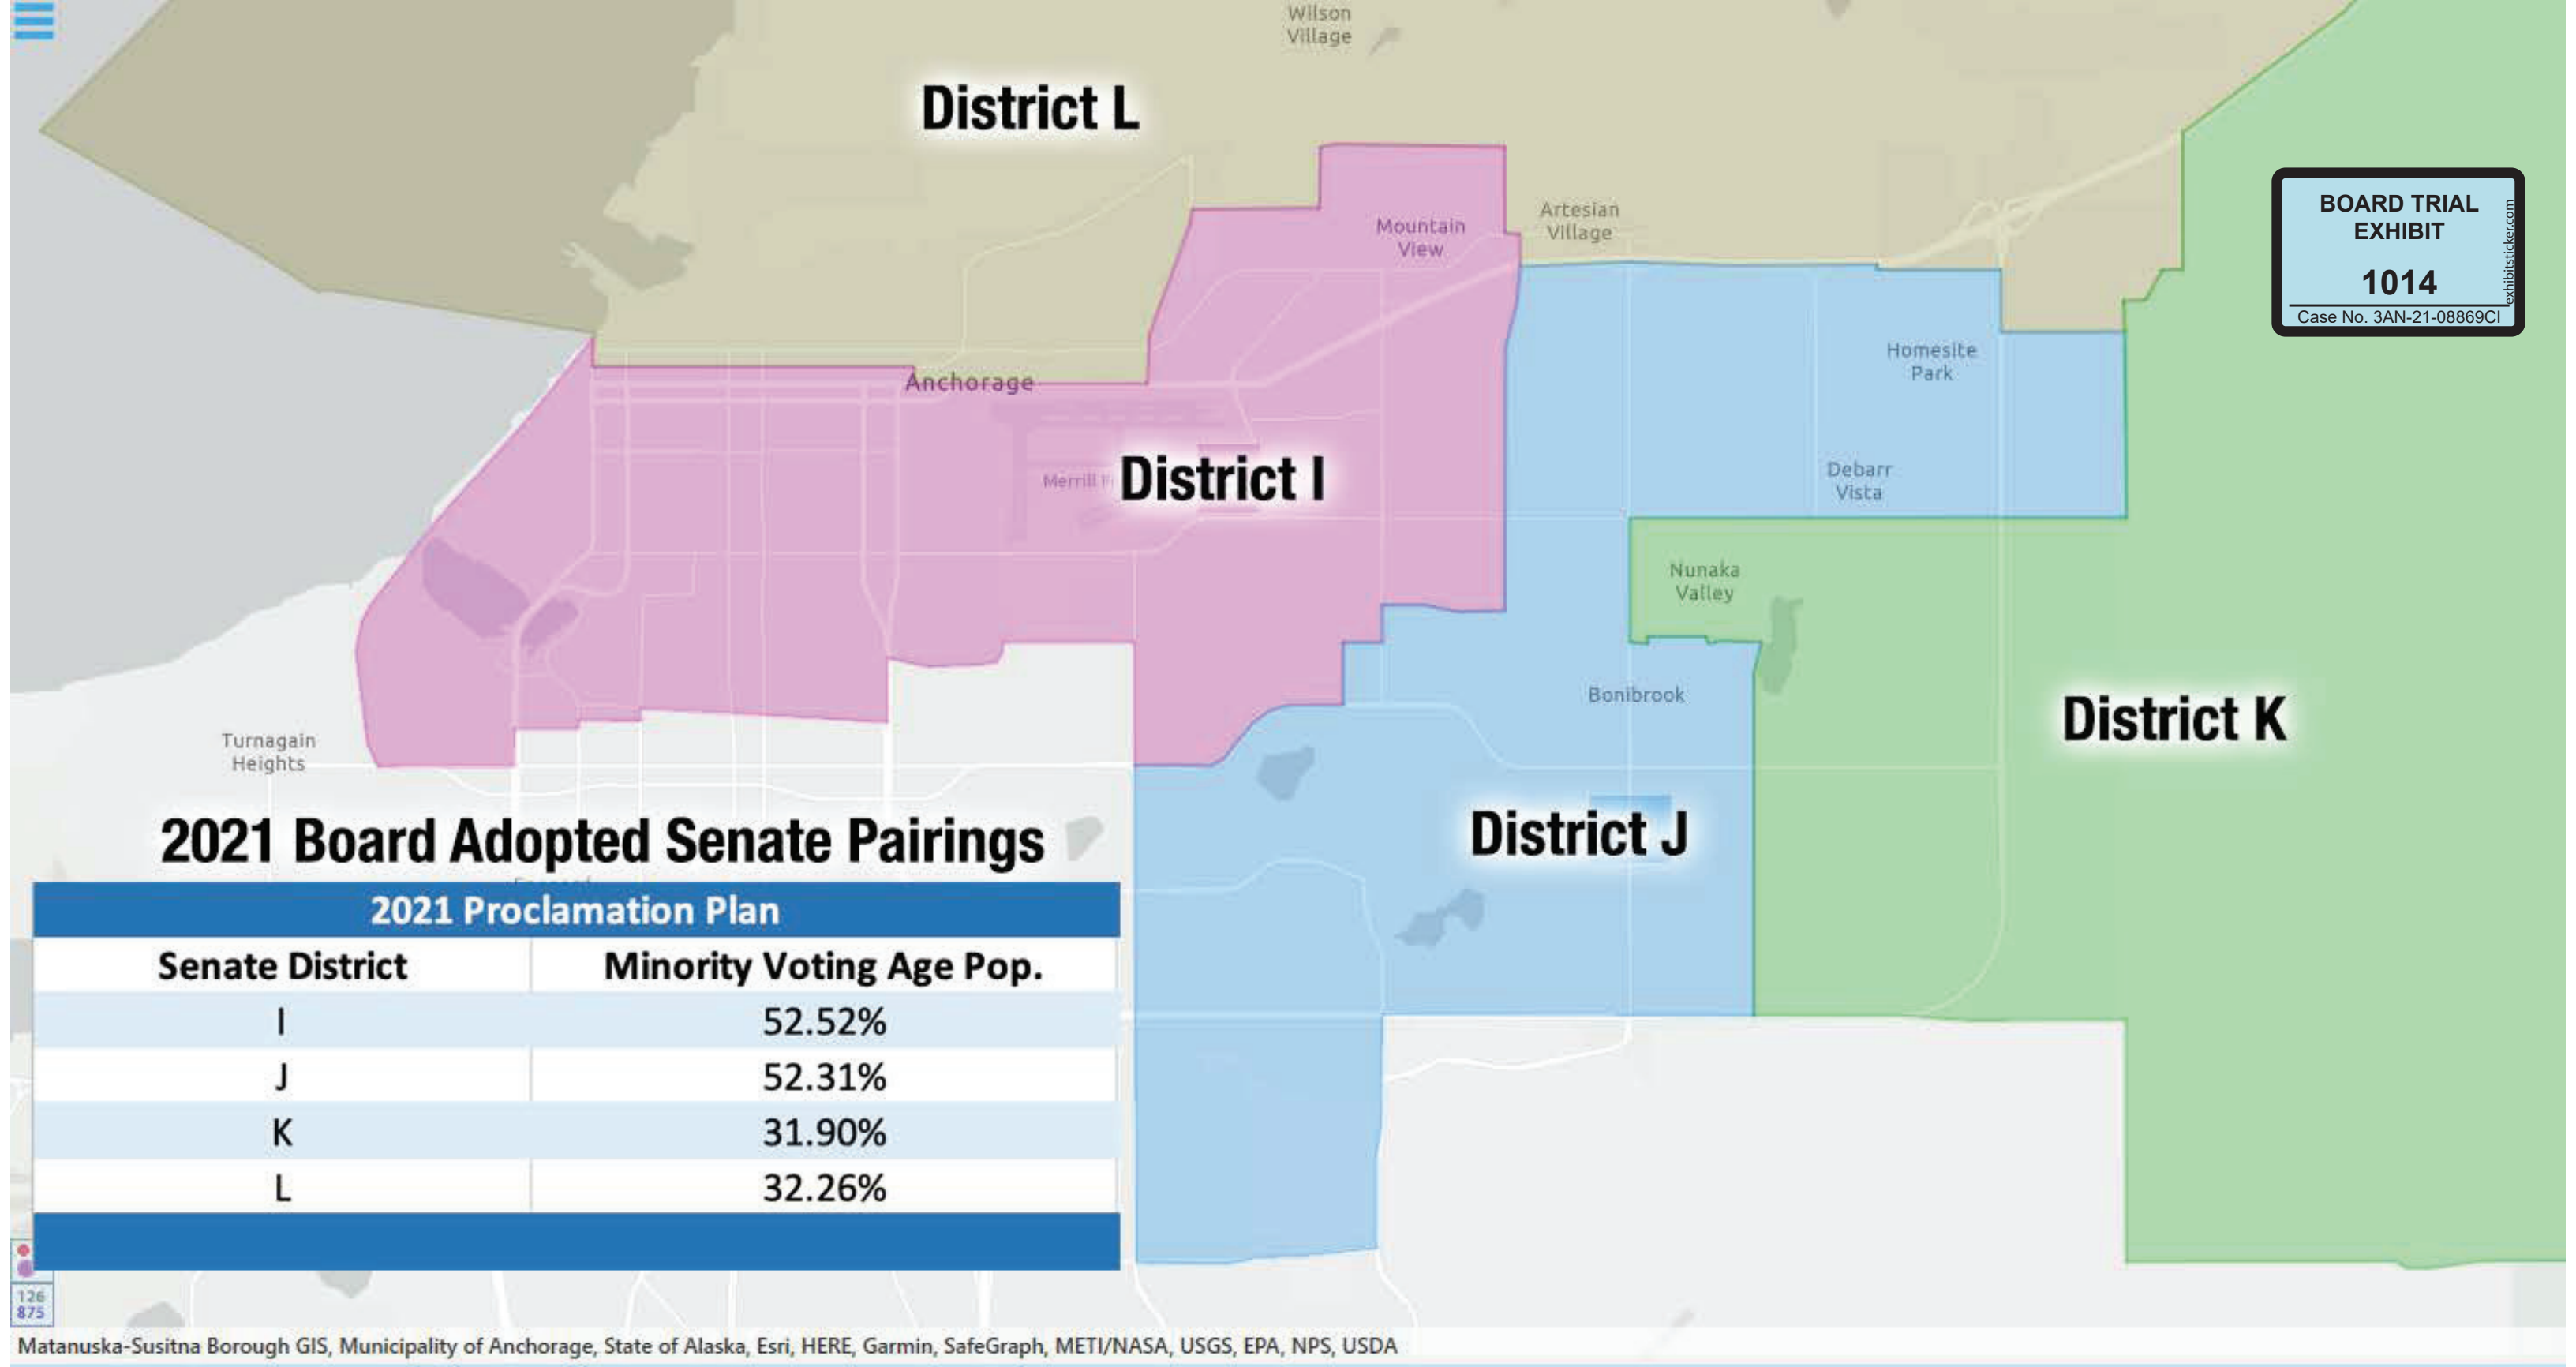 Wilson
Village
District L
Mountain
View
Artesian
Village
BOARD TRIAL
EXHIBIT
1014
Case No. 3AN-21-08869CI
exhibitsticker.com
Homesite
Park
Anchorage
District I
Merrill
Debarr
Vista
Nunaka
Valley
Bonibrook
District K
Turnagain
Heights
District J
2021 Board Adopted Senate Pairings
2021 Proclamation Plan
Senate District Minority Voting Age Pop.
I 52.52%
J 52.31%
K 31.90%
L 32.26%
126
875
Matanuska-Susitna Borough GIS, Municipality of Anchorage, State of Alaska, Esri, HERE, Garmin, SafeGraph, METI/NASA, USGS, EPA, NPS, USDA